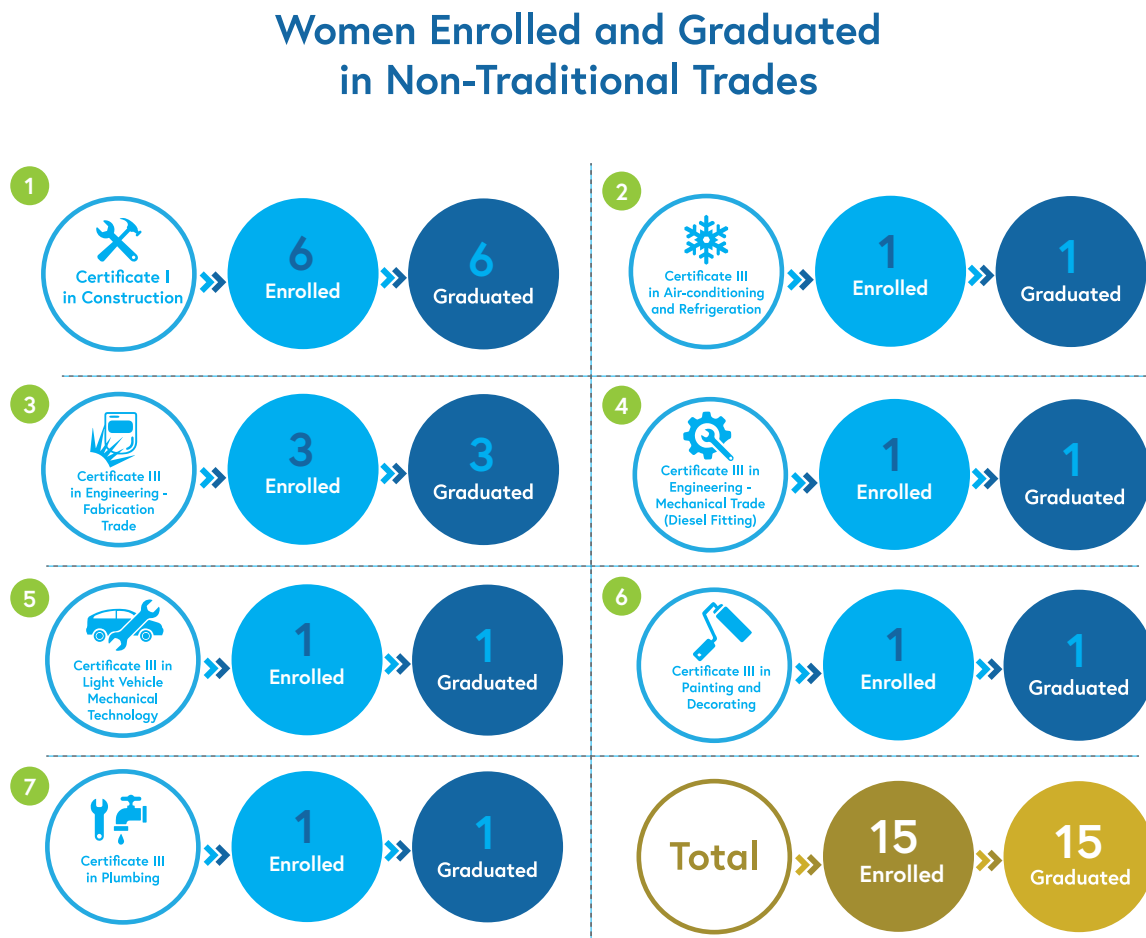 Women Enrolled and Graduated
in Non-Traditional Trades
1
Certificate I
in Construction
6
Enrolled
6
Graduated
2
Certificate III
in Air-conditioning
and Refrigeration
1
Enrolled
1
Graduated
3
Certificate III
in Engineering -
Fabrication
Trade
3
Enrolled
3
Graduated
4
Certificate III in
Engineering -
Mechanical Trade
(Diesel Fitting)
1
Enrolled
1
Graduated
5
Certificate III in
Light Vehicle
Mechanical
Technology
1
Enrolled
1
Graduated
6
Certificate III in
Painting and
Decorating
1
Enrolled
1
Graduated
7
Certificate III
in Plumbing
1
Enrolled
1
Graduated
Total
15
Enrolled
15
Graduated